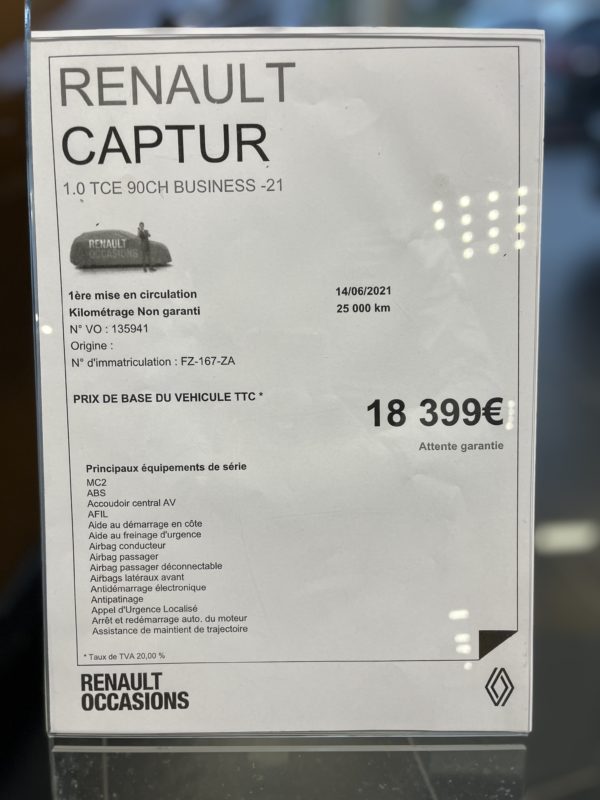 RENAULT
CAPTUR
1.0 TCE 90CH BUSINESS -21
RENAULT
OCCASIONS
1ère mise en circulation 14/06/2021
Kilométrage Non garanti 25 000 km
N° VO : 135941
Origine :
N° d'immatriculation : FZ-167-ZA
PRIX DE BASE DU VEHICULE TTC *
18 399€
Attente garantie
Principaux équipements de série
MC2
ABS
Accoudoir central AV
AFIL
Aide au démarrage en côte
Aide au freinage d'urgence
Airbag conducteur
Airbag passager
Airbag passager déconnectable
Airbags latéraux avant
Antidémarrage électronique
Antipatinage
Appel d'Urgence Localisé
Arrêt et redémarrage auto. du moteur
Assistance de maintient de trajectoire
* Taux de TVA 20,00 %
RENAULT
OCCASIONS